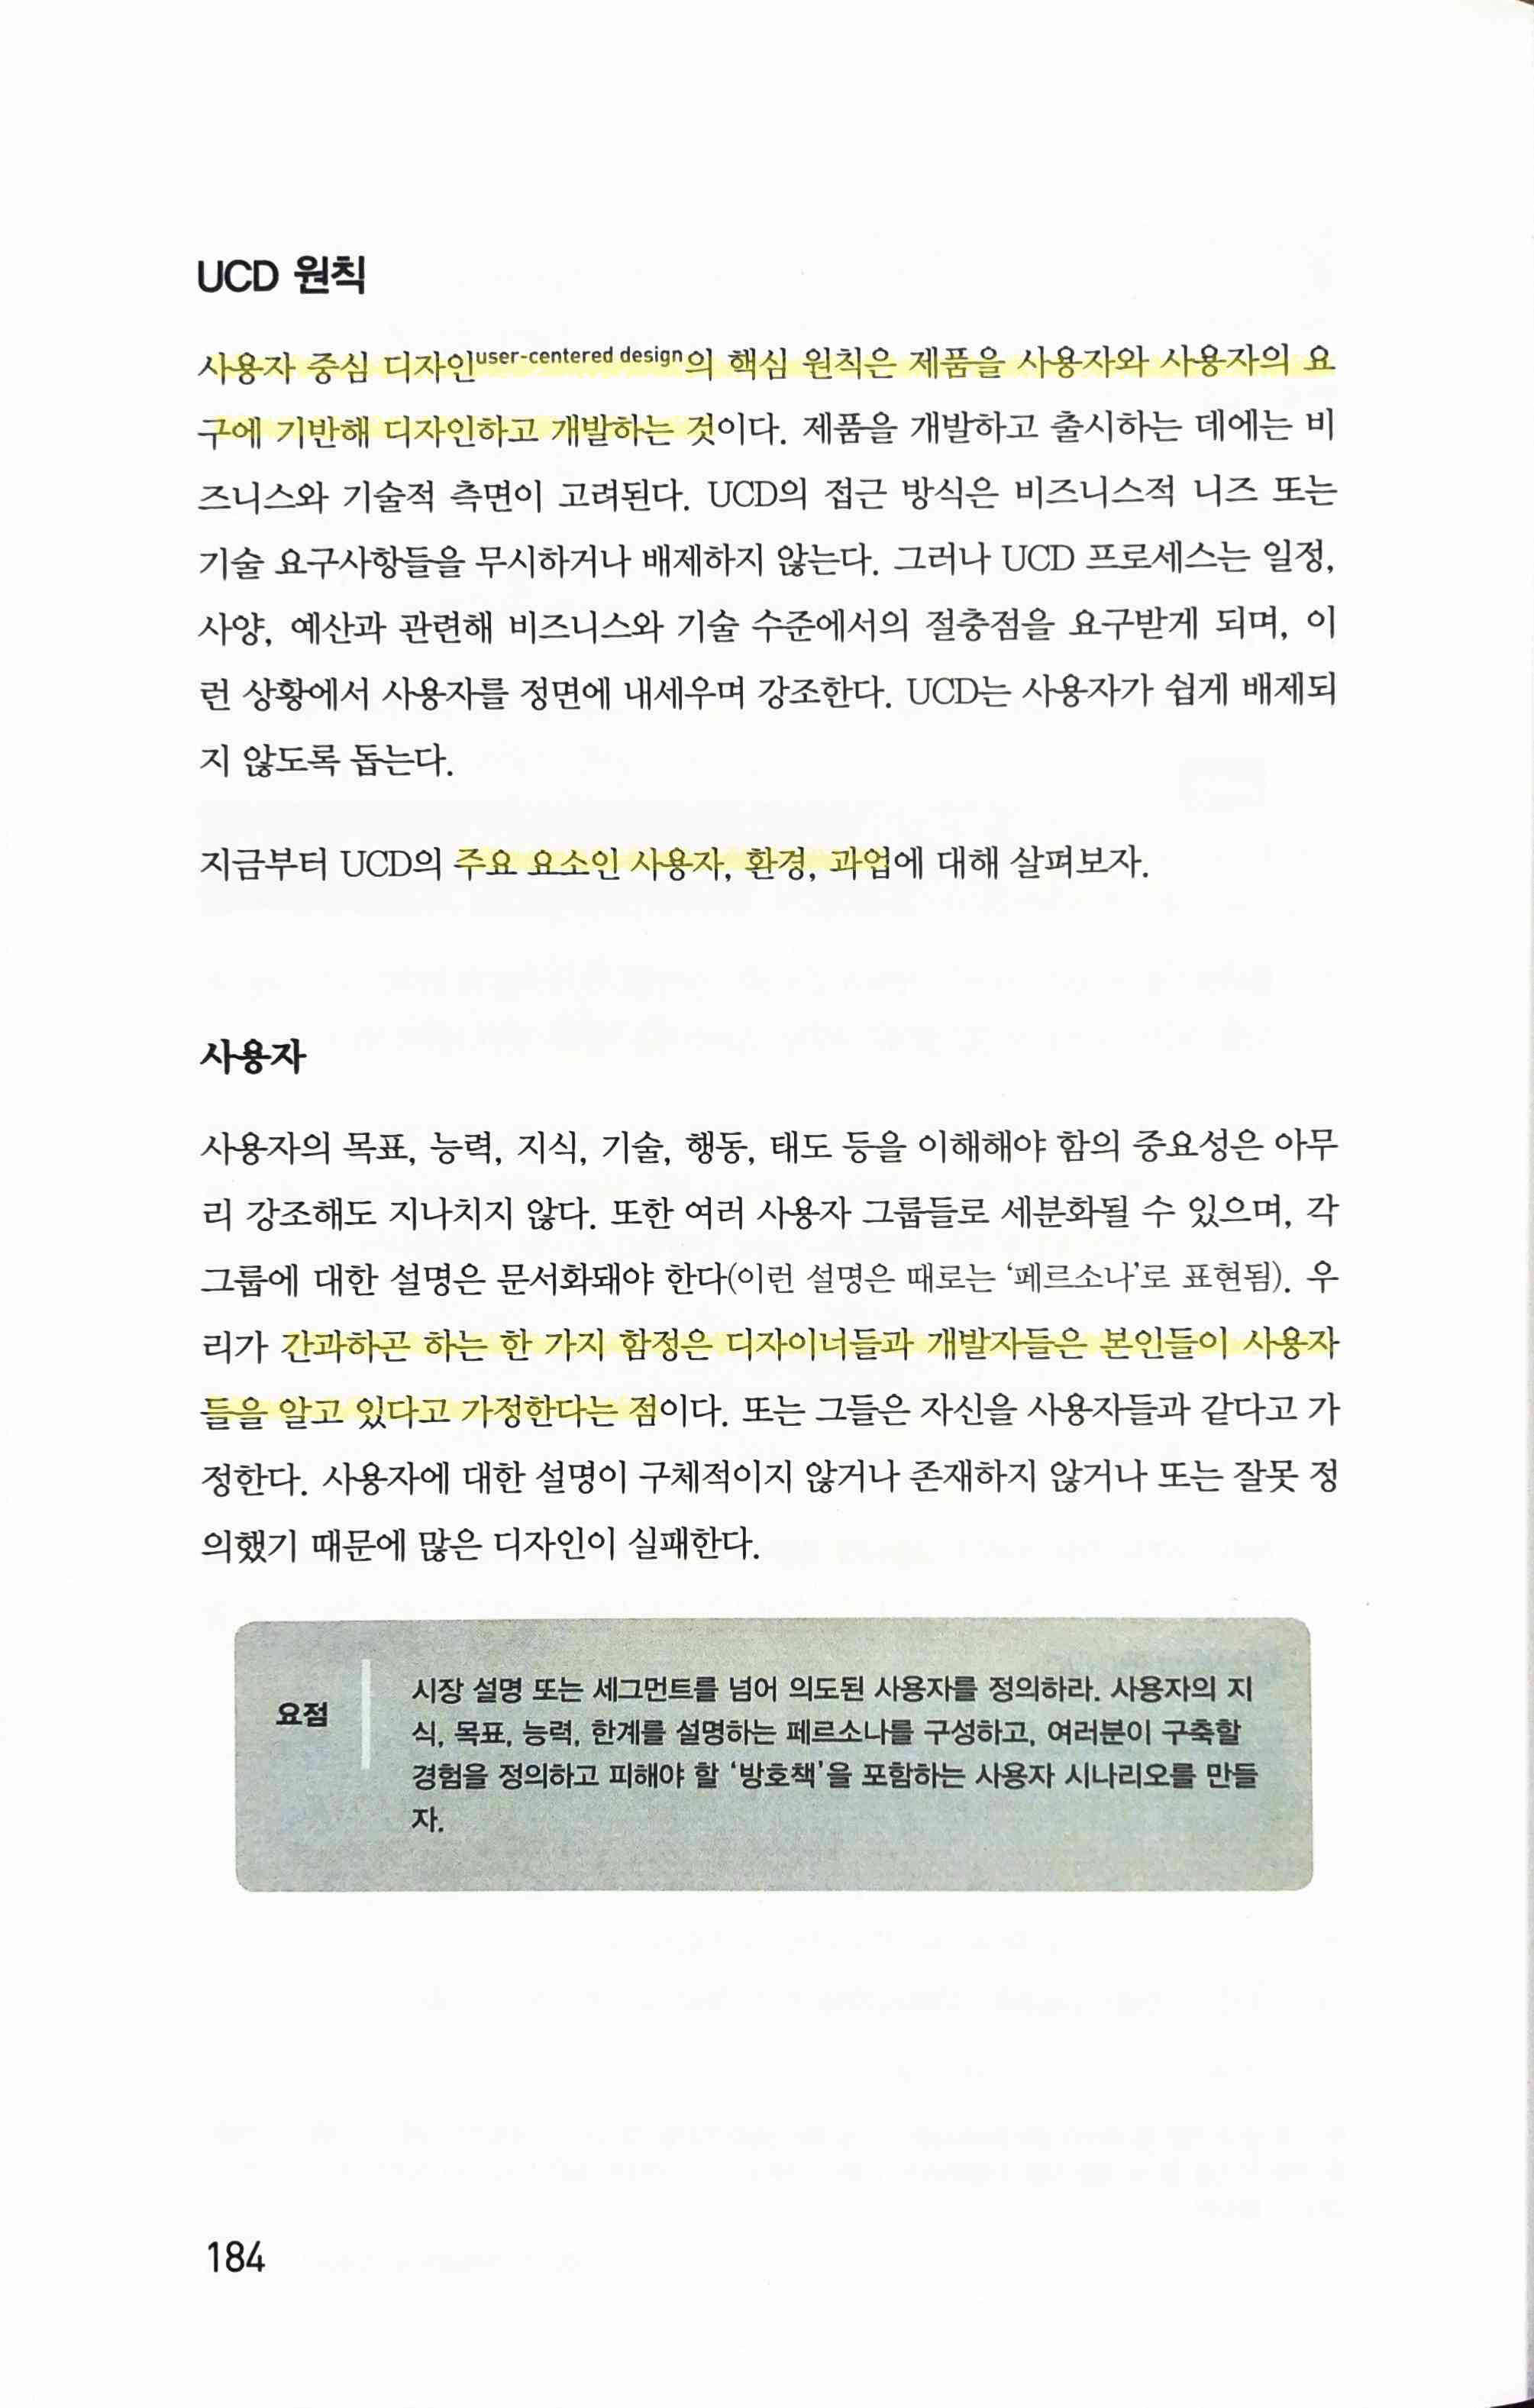 UCD 원칙
사용자 중심 디자인user-centered design의 핵심 원칙은 제품을 사용자와 사용자의 요
구에 기반해 디자인하고 개발하는 것이다. 제품을 개발하고 출시하는 데에는 비
즈니스와 기술적 측면이 고려된다. UCD의 접근 방식은 비즈니스적 니즈 또는
기술 요구사항들을 무시하거나 배제하지 않는다. 그러나 UCD 프로세스는 일정,
사양, 예산과 관련해 비즈니스와 기술 수준에서의 절충점을 요구받게 되며, 이
런 상황에서 사용자를 정면에 내세우며 강조한다. UCD는 사용자가 쉽게 배제되
지 않도록 돕는다.
지금부터 UCD의 주요 요소인 사용자, 환경, 과업에 대해 살펴보자.
사용자
사용자의 목표, 능력, 지식, 기술, 행동, 태도 등을 이해해야 함의 중요성은 아무
리 강조해도 지나치지 않다. 또한 여러 사용자 그룹들로 세분화될 수 있으며, 각
그룹에 대한 설명은 문서화돼야 한다(이런 설명은 때로는 ‘페르소나’로 표현됨). 우
리가 간과하곤 하는 한 가지 함정은 디자이너들과 개발자들은 본인들이 사용자
들을 알고 있다고 가정한다는 점이다. 또는 그들은 자신을 사용자들과 같다고 가
정한다. 사용자에 대한 설명이 구체적이지 않거나 존재하지 않거나 또는 잘못 정
의했기 때문에 많은 디자인이 실패한다.
요점
시장 설명 또는 세그먼트를 넘어 의도된 사용자를 정의하라. 사용자의 지
식, 목표, 능력, 한계를 설명하는 페르소나를 구성하고, 여러분이 구축할
경험을 정의하고 피해야 할 ‘방호책’을 포함하는 사용자 시나리오를 만들
자.
184